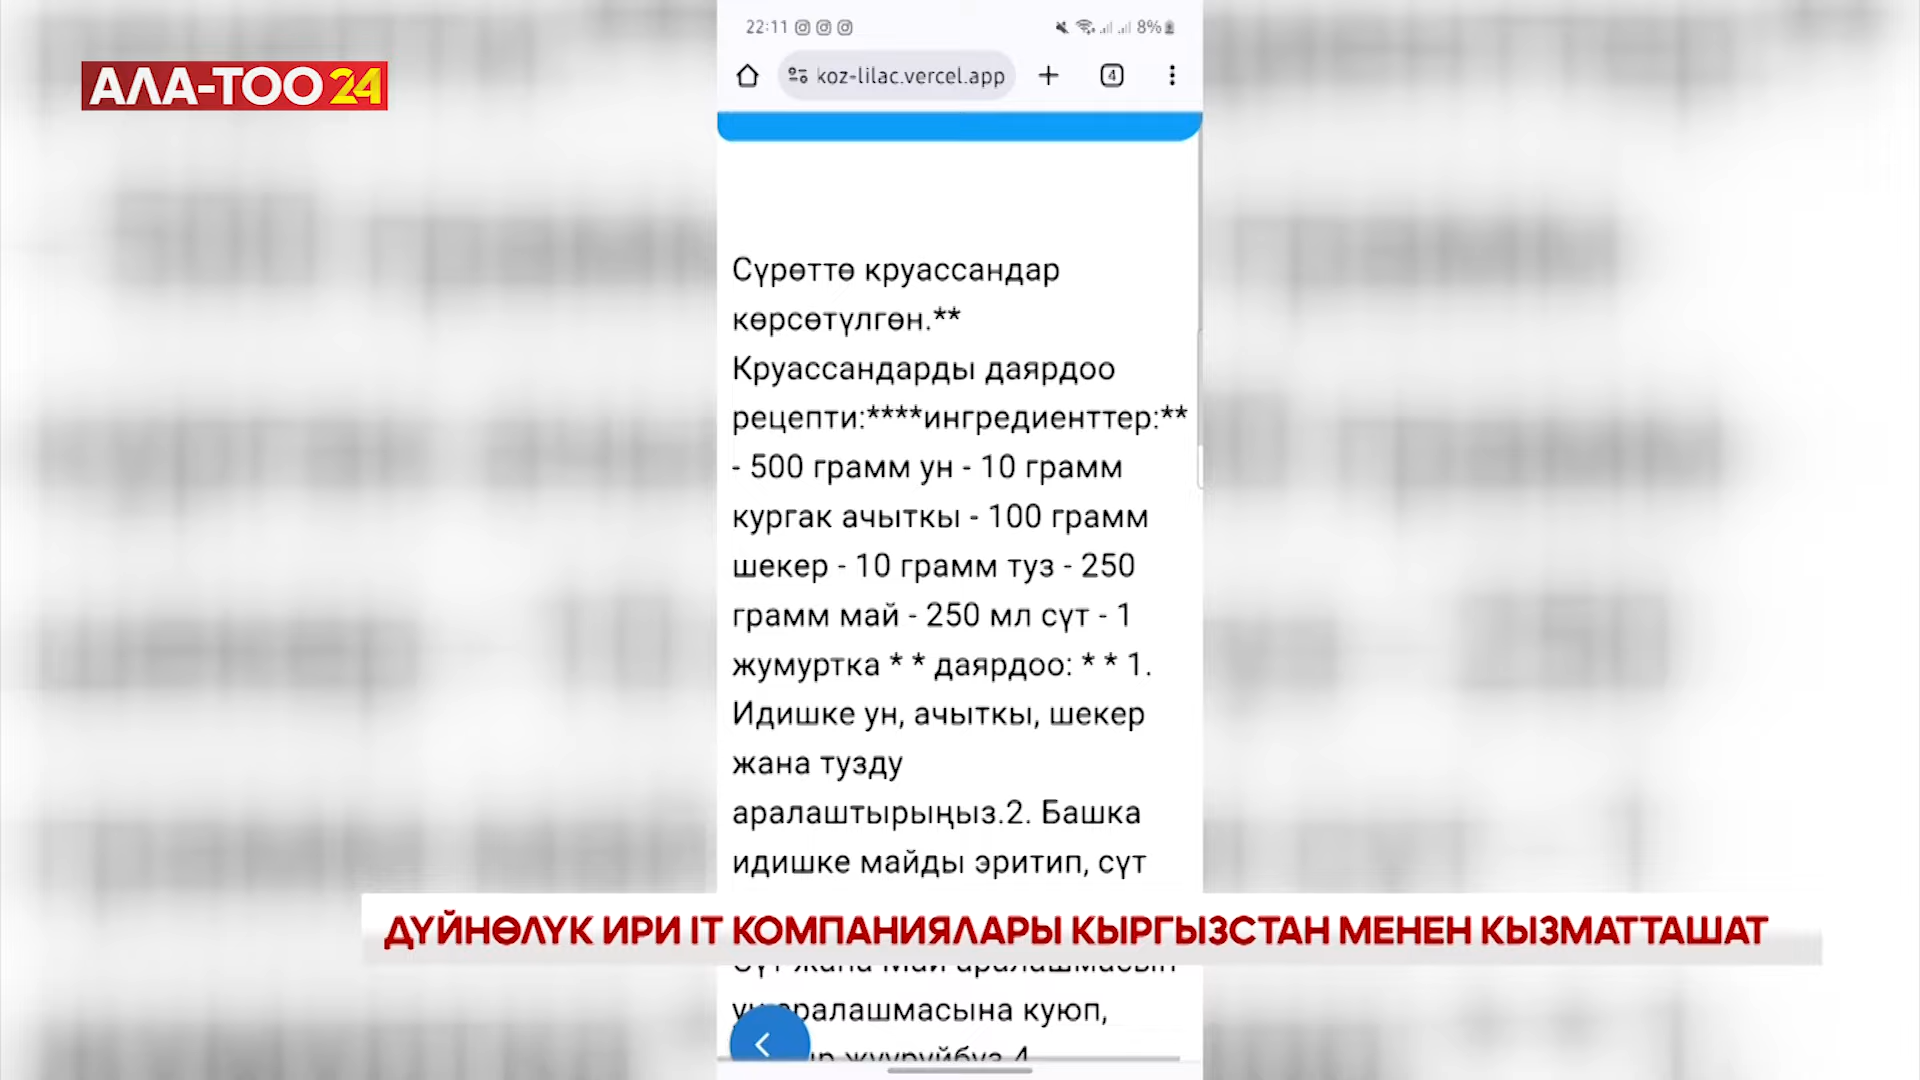 АЛА-ТОО 24
22:11
8%
koz-lilac.vercel.app
4
Сүрөттө круассандар
көрсөтүлгөн.**
Круассандарды даярдоо
рецепти:****ингредиенттер:**
- 500 грамм ун - 10 грамм
кургак ачыткы - 100 грамм
шекер - 10 грамм туз - 250
грамм май - 250 мл сүт - 1
жумуртка * * даярдоо: * * 1.
Идишке ун, ачыткы, шекер
жана тузду
аралаштырыңыз.2. Башка
идишке майды эритип, сүт
ДҮЙНӨЛҮК ИРИ IT КОМПАНИЯЛАРЫ КЫРГЫЗСТАН МЕНЕН КЫЗМАТТАШАТ
куюп,